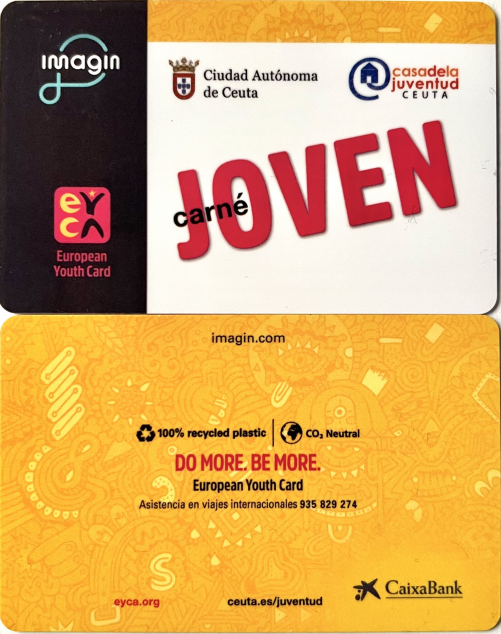 imagin
Ciudad Autónoma
de Ceuta
casadela
juventud
CEUTA
carné JOVEN
eyca
European
Youth Card
imagin.com
100% recycled plastic | CO₂ Neutral
DO MORE. BE MORE.
European Youth Card
Asistencia en viajes internacionales 935 829 274
CaixaBank
eyca.org ceuta.es/juventud